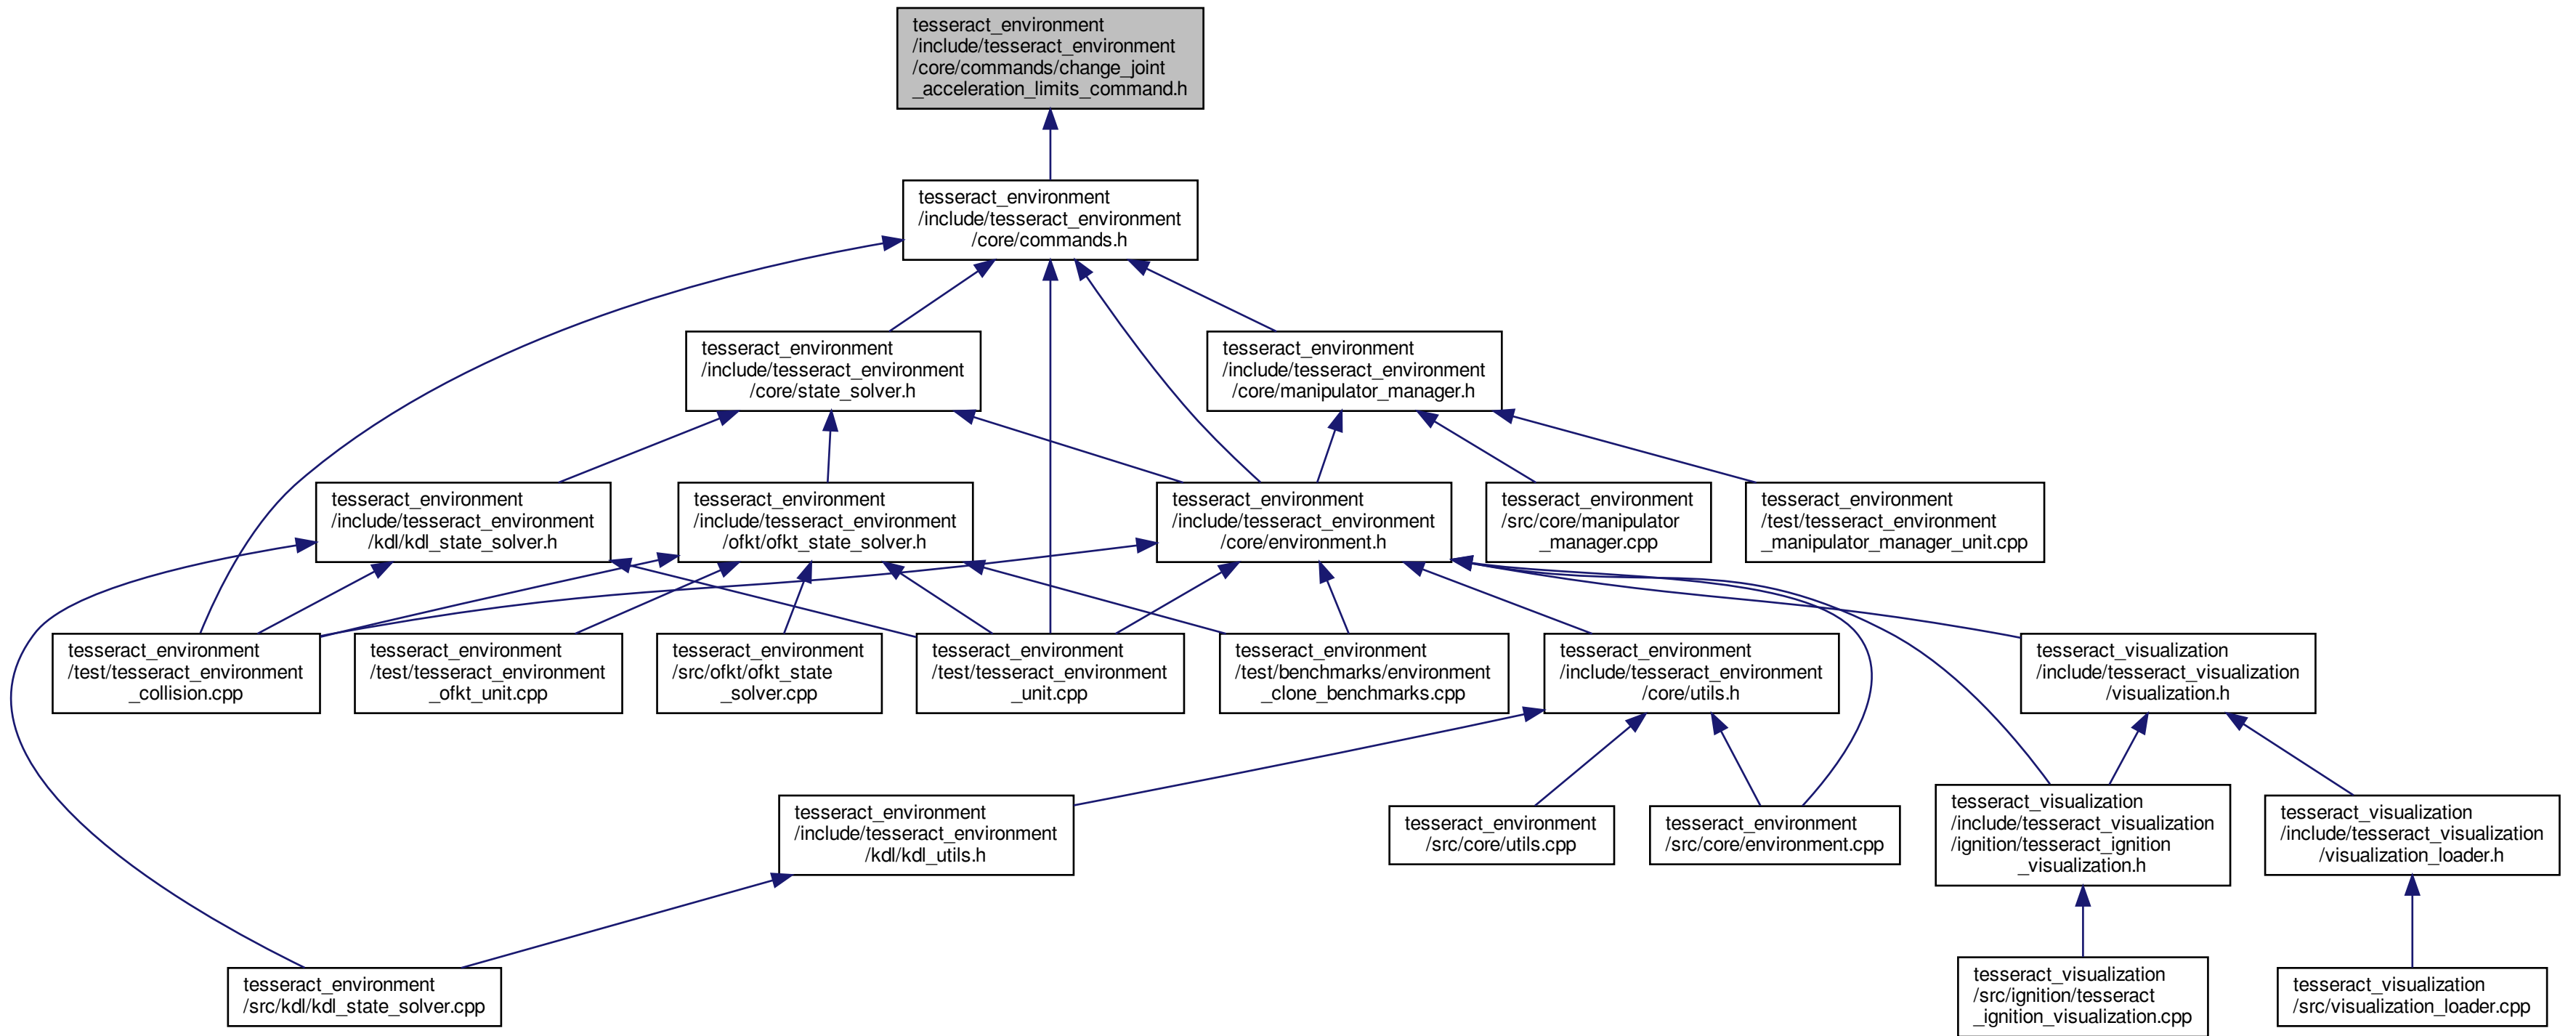 tesseract_environment
/include/tesseract_environment
/core/commands/change_joint
_acceleration_limits_command.h
tesseract_environment
/include/tesseract_environment
/core/commands.h
tesseract_environment
/include/tesseract_environment
/core/state_solver.h
tesseract_environment
/include/tesseract_environment
/core/manipulator_manager.h
tesseract_environment
/include/tesseract_environment
/kdl/kdl_state_solver.h
tesseract_environment
/include/tesseract_environment
/ofkt/ofkt_state_solver.h
tesseract_environment
/include/tesseract_environment
/core/environment.h
tesseract_environment
/src/core/manipulator
_manager.cpp
tesseract_environment
/test/tesseract_environment
_manipulator_manager_unit.cpp
tesseract_environment
/test/tesseract_environment
_collision.cpp
tesseract_environment
/test/tesseract_environment
_ofkt_unit.cpp
tesseract_environment
/src/ofkt/ofkt_state
_solver.cpp
tesseract_environment
/test/tesseract_environment
_unit.cpp
tesseract_environment
/test/benchmarks/environment
_clone_benchmarks.cpp
tesseract_environment
/include/tesseract_environment
/core/utils.h
tesseract_visualization
/include/tesseract_visualization
/visualization.h
tesseract_environment
/include/tesseract_environment
/kdl/kdl_utils.h
tesseract_environment
/src/core/utils.cpp
tesseract_environment
/src/core/environment.cpp
tesseract_visualization
/include/tesseract_visualization
/ignition/tesseract_ignition
_visualization.h
tesseract_visualization
/include/tesseract_visualization
/visualization_loader.h
tesseract_environment
/src/kdl/kdl_state_solver.cpp
tesseract_visualization
/src/ignition/tesseract
_ignition_visualization.cpp
tesseract_visualization
/src/visualization_loader.cpp